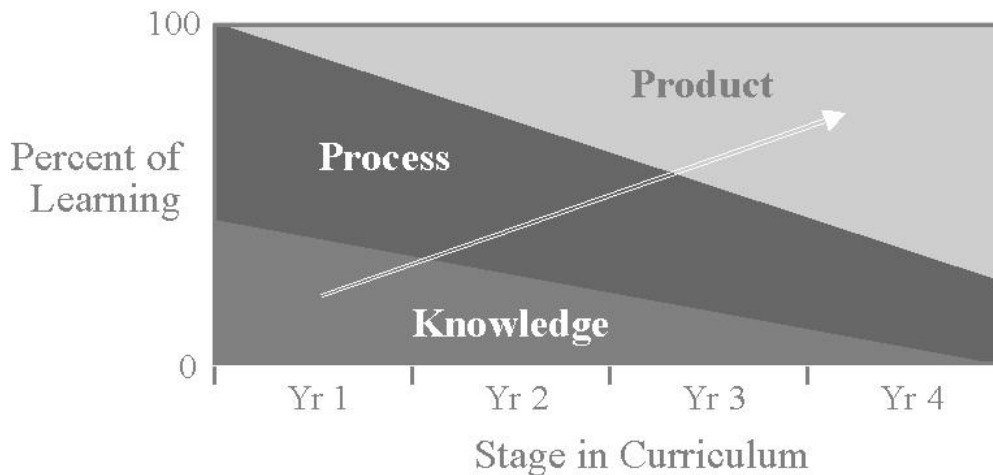 100
Product
Process
Percent of
Learning
Knowledge
0
Yr 1
Yr 2
Yr 3
Yr 4
Stage in Curriculum